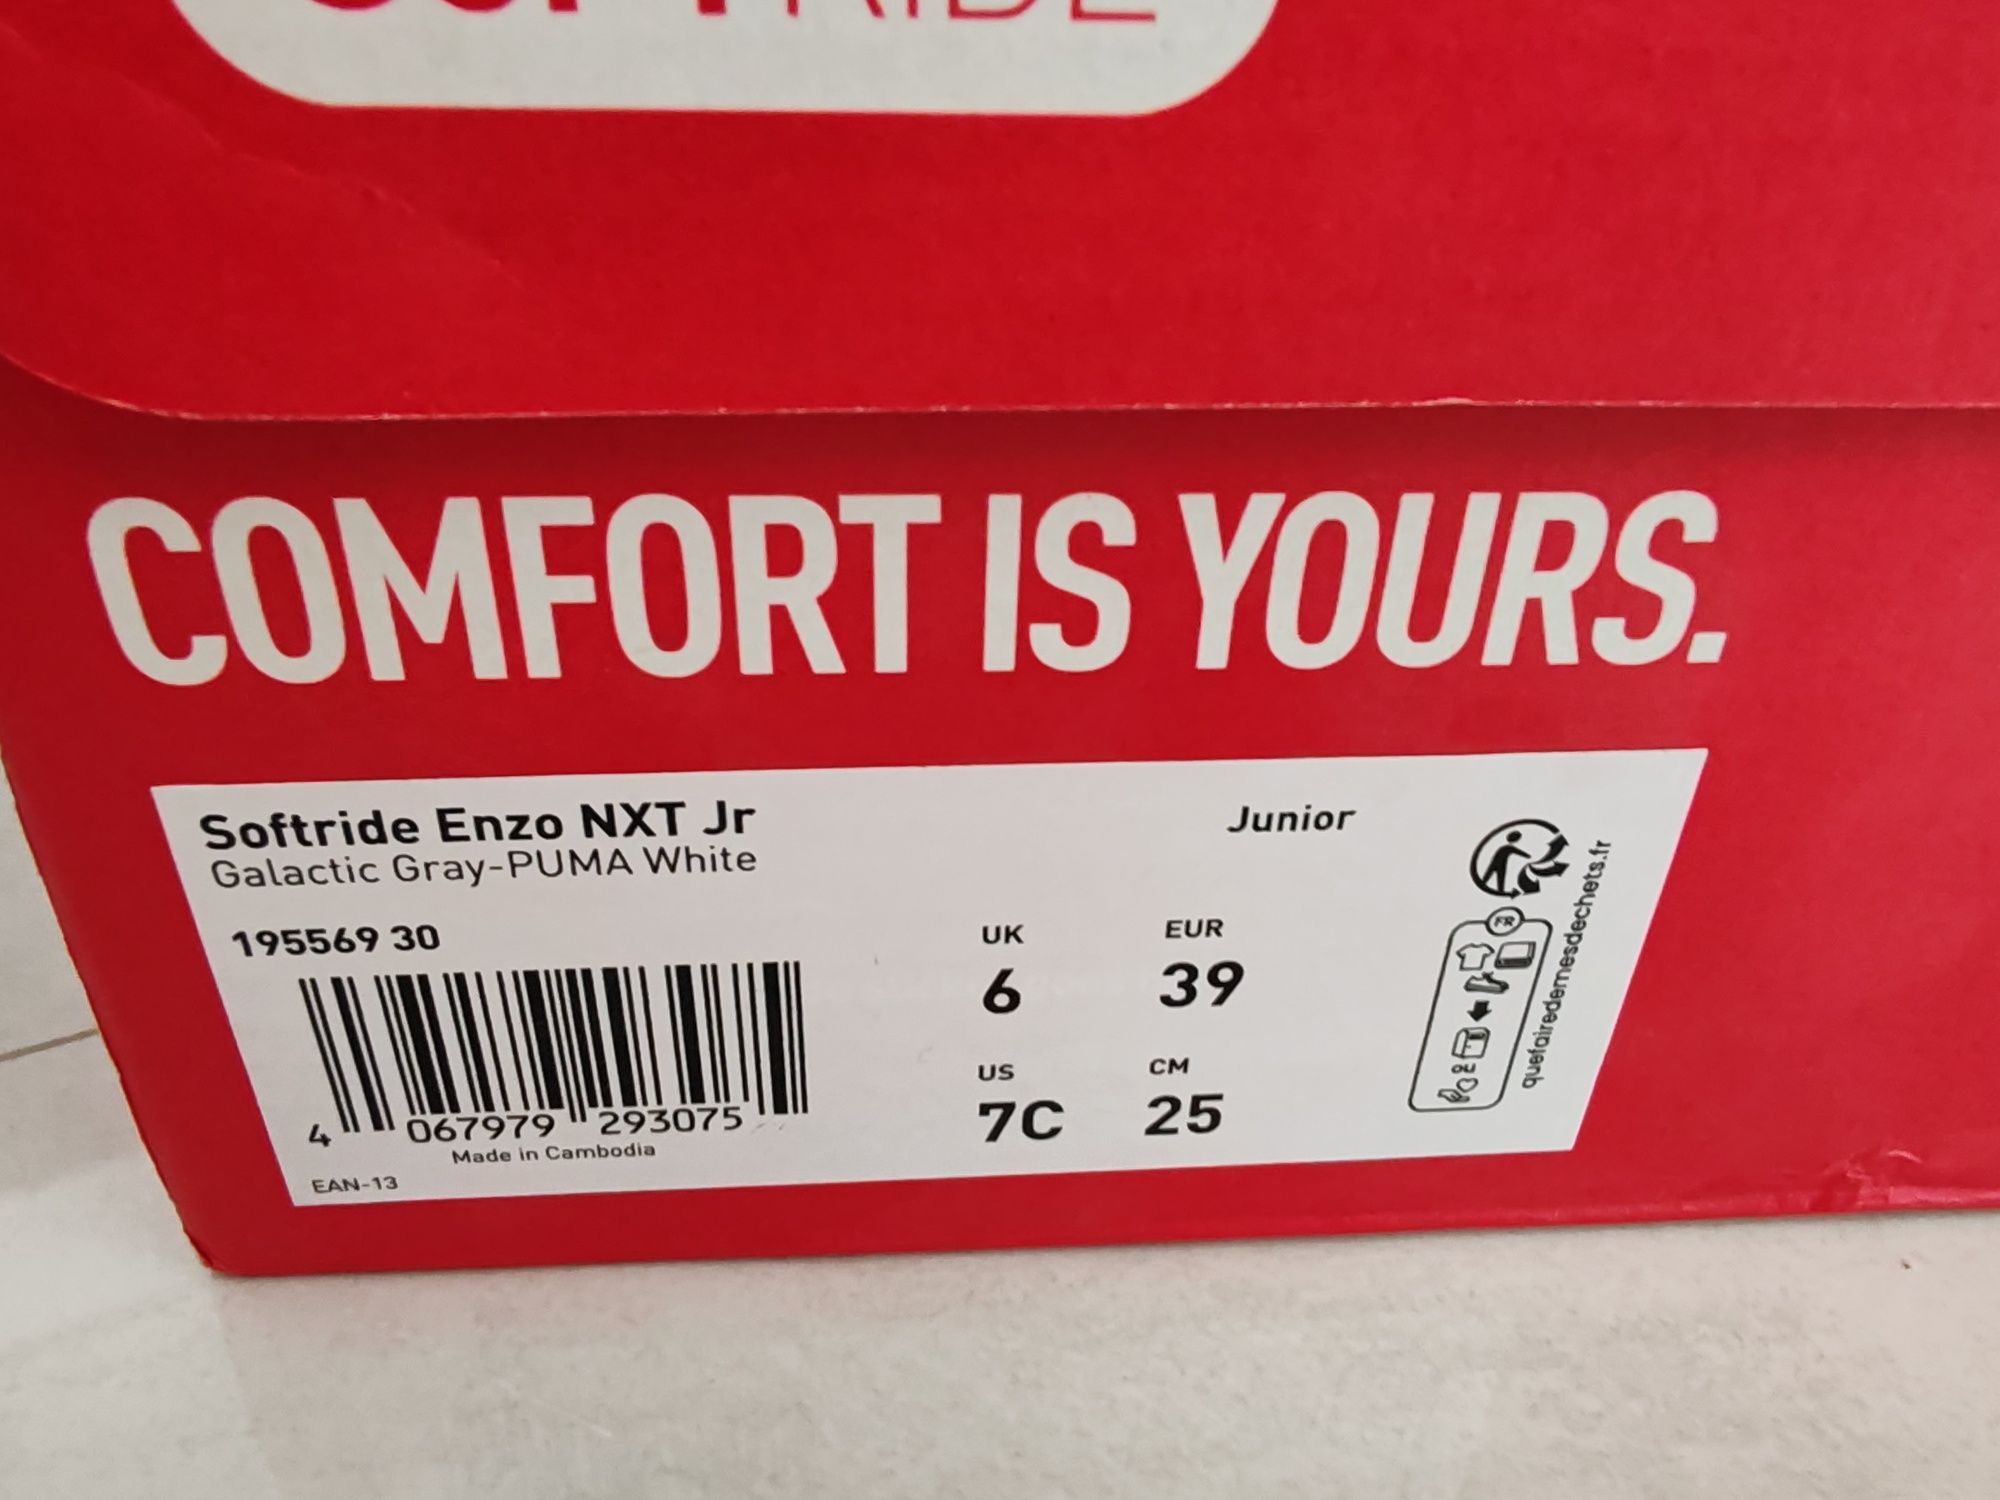 SOFTRIDE
COMFORT IS YOURS.
Softride Enzo NXT Jr
Junior
Galactic Gray-PUMA White
195569 30
UK
EUR
6
39
US
CM
7C
25
4 067979 293075
Made in Cambodia
EAN-13
FR
quefairedemesdechets.fr